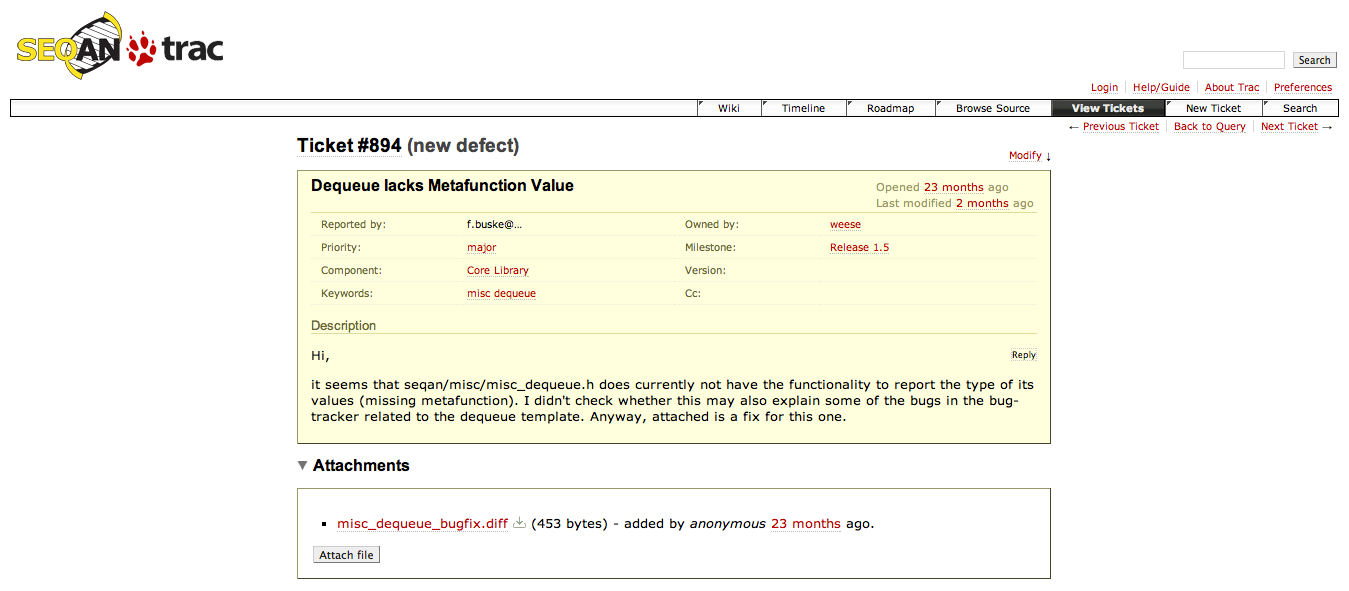 SEQAN trac
Search
Login Help/Guide About Trac Preferences
Wiki Timeline Roadmap Browse Source View Tickets New Ticket Search
← Previous Ticket Back to Query Next Ticket →
Ticket #894 (new defect)
Modify ↓
Dequeue lacks Metafunction Value
Opened 23 months ago
Last modified 2 months ago
Reported by: f.buske@... Owned by: weese
Priority: major Milestone: Release 1.5
Component: Core Library Version:
Keywords: misc dequeue Cc:
Description
Hi, Reply
it seems that seqan/misc/misc_dequeue.h does currently not have the functionality to report the type of its
values (missing metafunction). I didn't check whether this may also explain some of the bugs in the bug-
tracker related to the dequeue template. Anyway, attached is a fix for this one.
▼ Attachments
▪ misc_dequeue_bugfix.diff (453 bytes) - added by anonymous 23 months ago.
Attach file